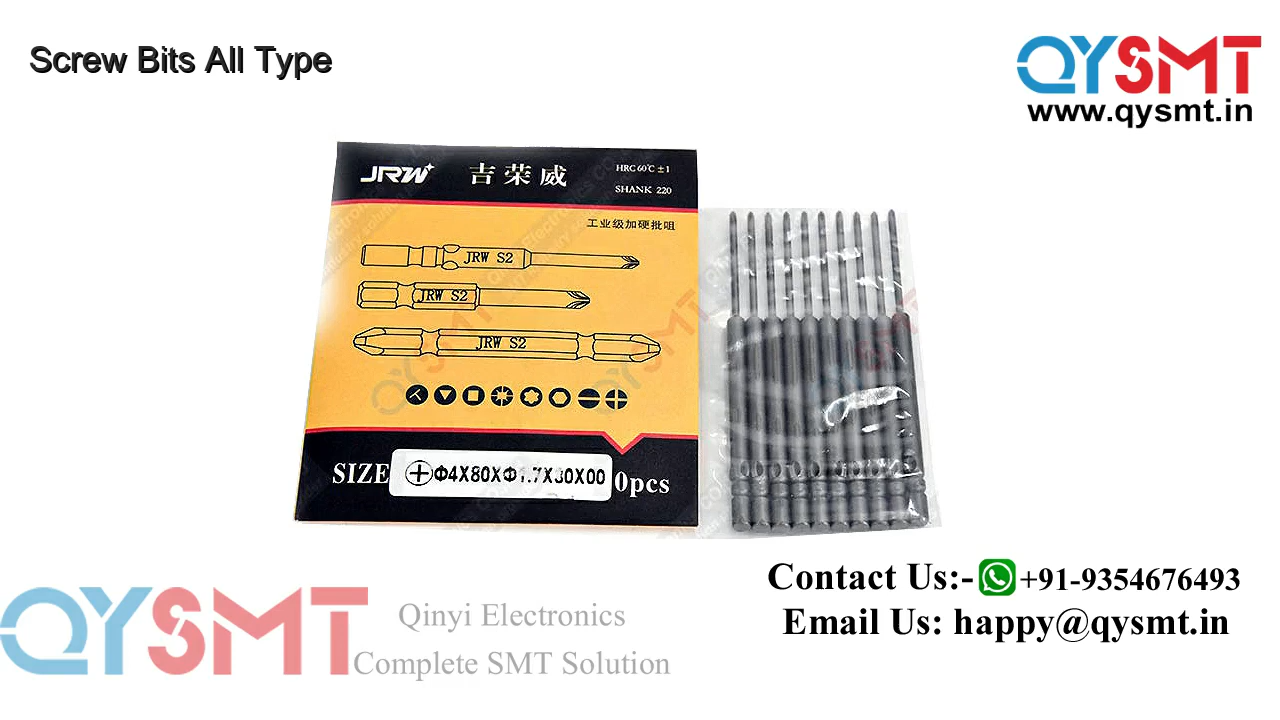 Screw Bits All Type
QYSMT
www.qysmt.in
JRW 吉荣威
HRC 60℃ ±1
SHANK 220
工业级加硬批咀
JRW S2
JRW S2
JRW S2
SIZE Φ4X80XΦ1.7X30X00 0pcs
Contact Us:- +91-9354676493
Email Us: happy@qysmt.in
QYSMT
Qinyi Electronics
Complete SMT Solution